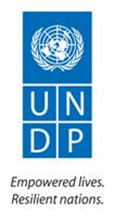 U N
D P
Empowered lives.
Resilient nations.